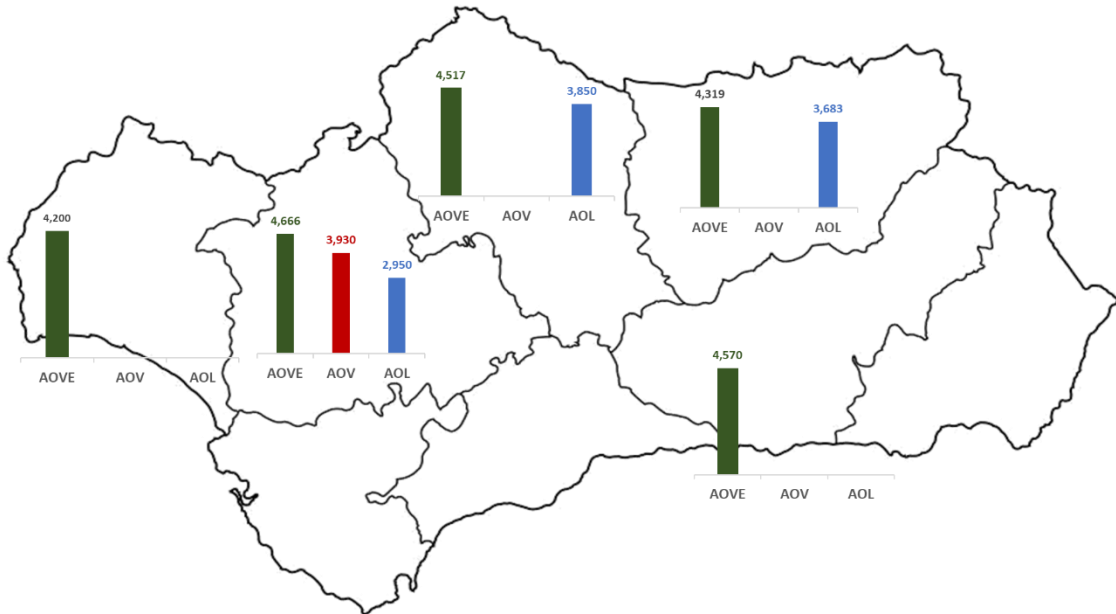 4,517
3,850
AOVE AOV AOL
4,319
3,683
AOVE AOV AOL
4,200
AOVE AOV AOL
4,666
3,930
2,950
AOVE AOV AOL
4,570
AOVE AOV AOL